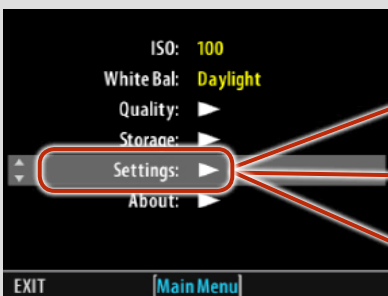 ISO: 100
White Bal: Daylight
Quality:
Storage:
Settings:
About:
EXIT [Main Menu]